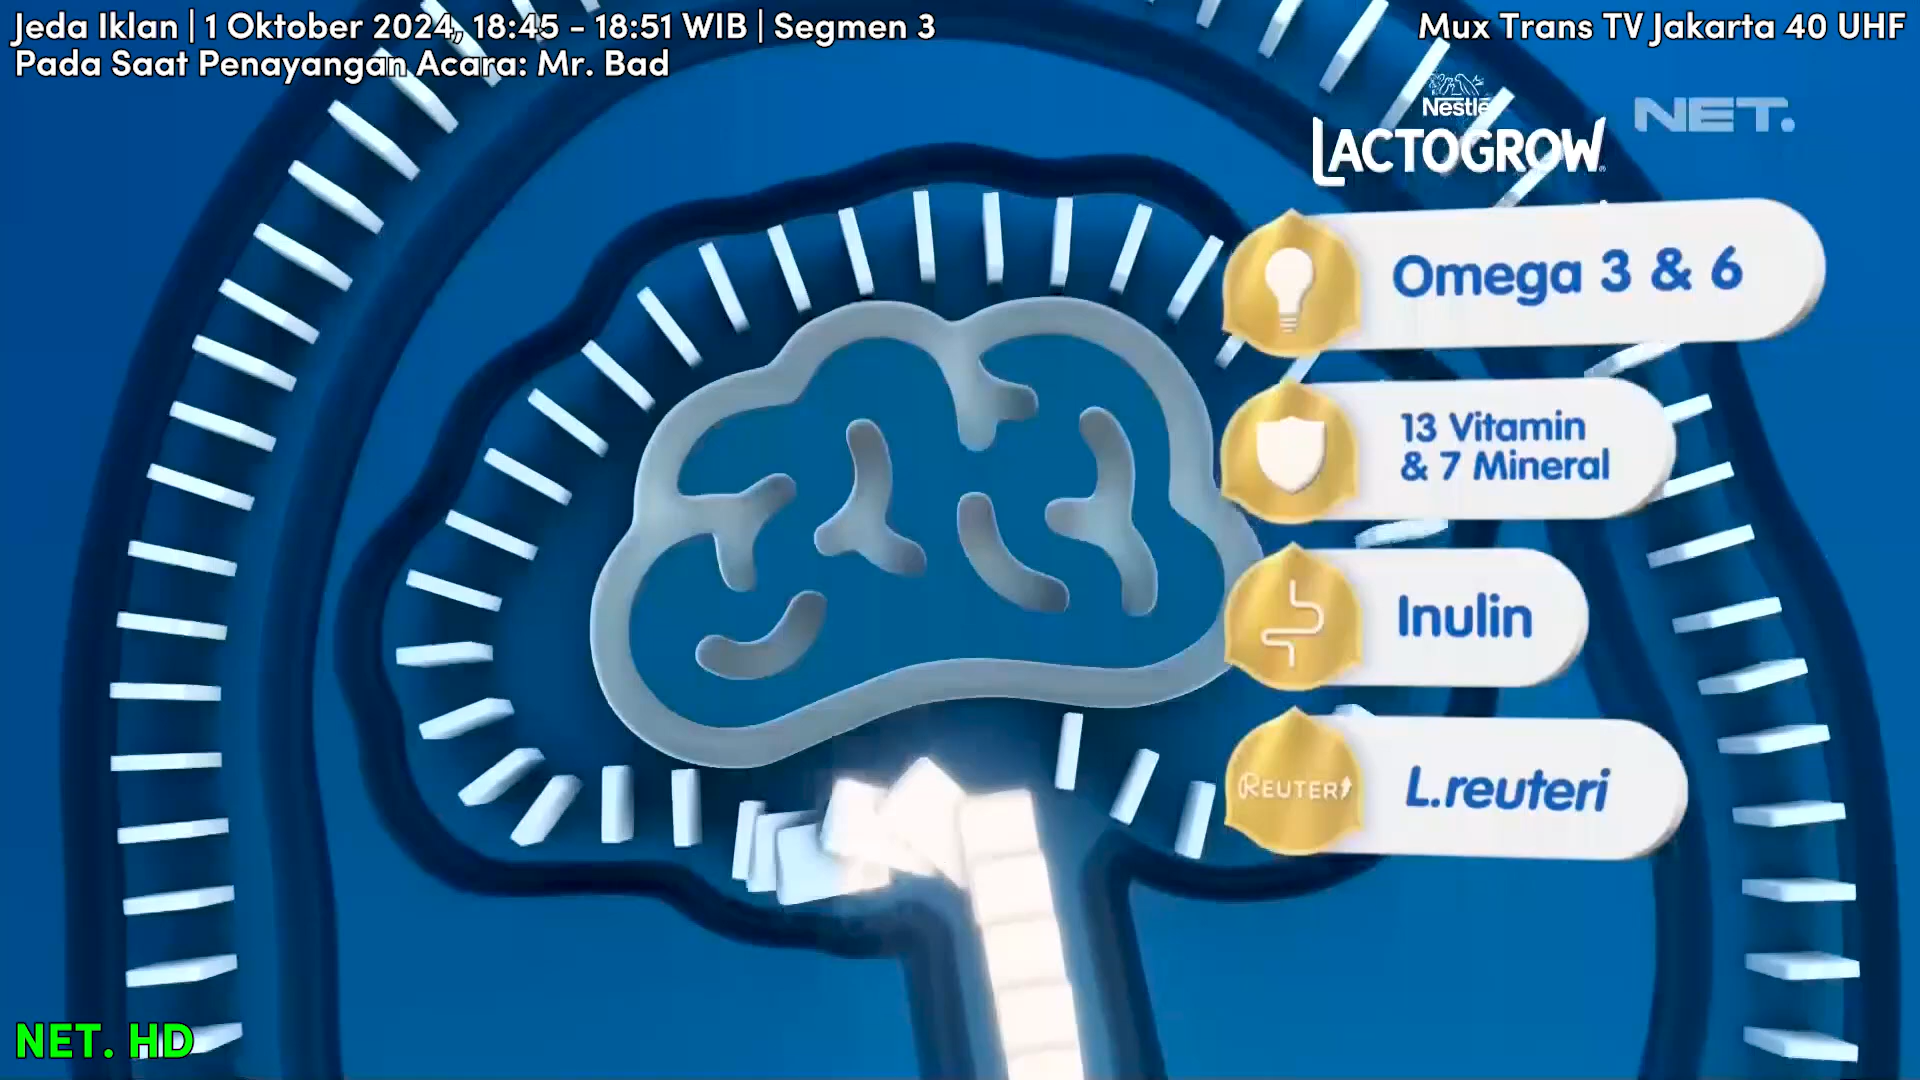 Jeda Iklan | 1 Oktober 2024, 18:45 - 18:51 WIB | Segmen 3
Pada Saat Penayangan Acara: Mr. Bad
Mux Trans TV Jakarta 40 UHF
Nestlé
LACTOGROW
NET.
Omega 3 & 6
13 Vitamin
& 7 Mineral
Inulin
REUTERI
L.reuteri
NET. HD